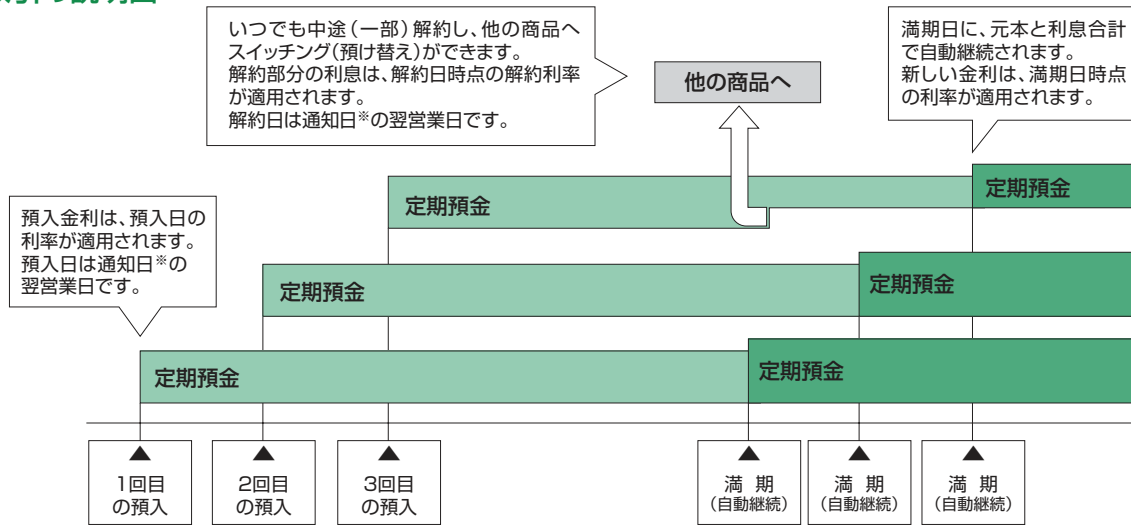 説明図
いつでも中途(一部)解約し、他の商品へ
スイッチング(預け替え)ができます。
解約部分の利息は、解約日時点の解約利率
が適用されます。
解約日は通知日※の翌営業日です。
他の商品へ
満期日に、元本と利息合計
で自動継続されます。
新しい金利は、満期日時点
の利率が適用されます。
預入金利は、預入日の
利率が適用されます。
預入日は通知日※の
翌営業日です。
定期預金
定期預金
定期預金
定期預金
定期預金
定期預金
1回目
の預入
2回目
の預入
3回目
の預入
満 期
(自動継続)
満 期
(自動継続)
満 期
(自動継続)